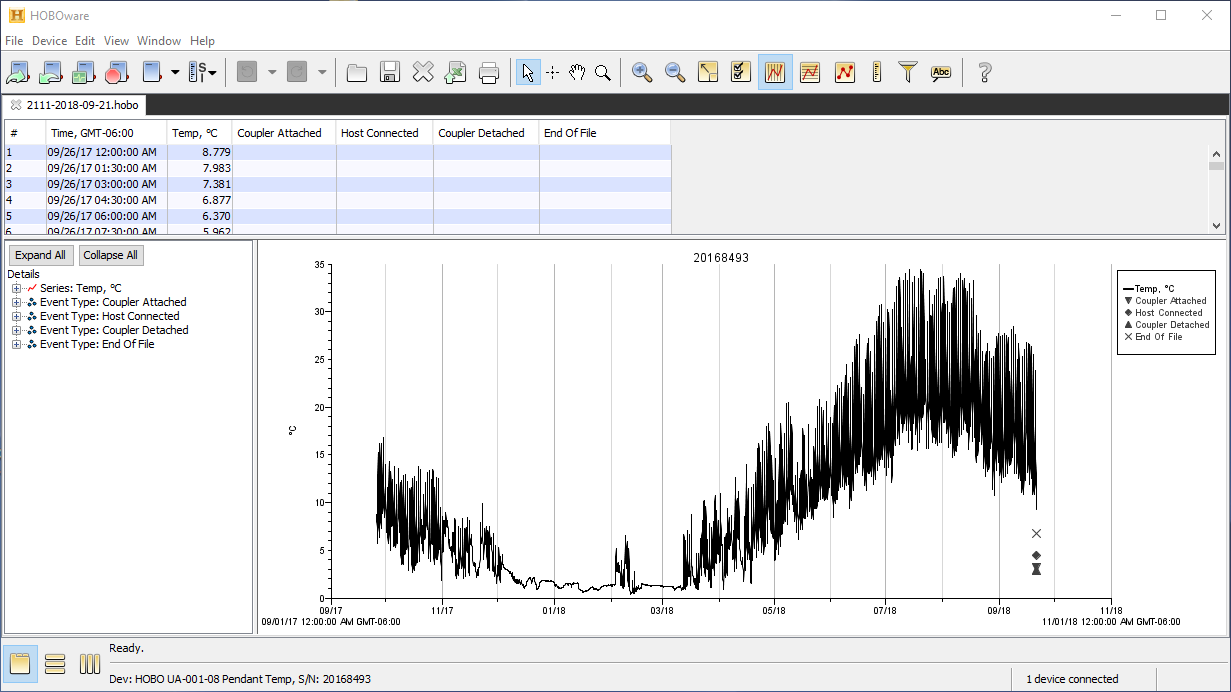 HOBOware
File Device Edit View Window Help
Abc
2111-2018-09-21.hobo
# Time, GMT-06:00 Temp, °C Coupler Attached Host Connected Coupler Detached End Of File
1 09/26/17 12:00:00 AM 8.779
2 09/26/17 01:30:00 AM 7.983
3 09/26/17 03:00:00 AM 7.381
4 09/26/17 04:30:00 AM 6.877
5 09/26/17 06:00:00 AM 6.370
6 09/26/17 07:30:00 AM 5.962
Expand All Collapse All
Details
Series: Temp, °C
Event Type: Coupler Attached
Event Type: Host Connected
Event Type: Coupler Detached
Event Type: End Of File
20168493
35
30
25
20
15
10
5
0
°C
09/17 11/17 01/18 03/18 05/18 07/18 09/18 11/18
09/01/17 12:00:00 AM GMT-06:00 11/01/18 12:00:00 AM GMT-06:00
Temp, °C
Coupler Attached
Host Connected
Coupler Detached
End Of File
Ready.
Dev: HOBO UA-001-08 Pendant Temp, S/N: 20168493 1 device connected